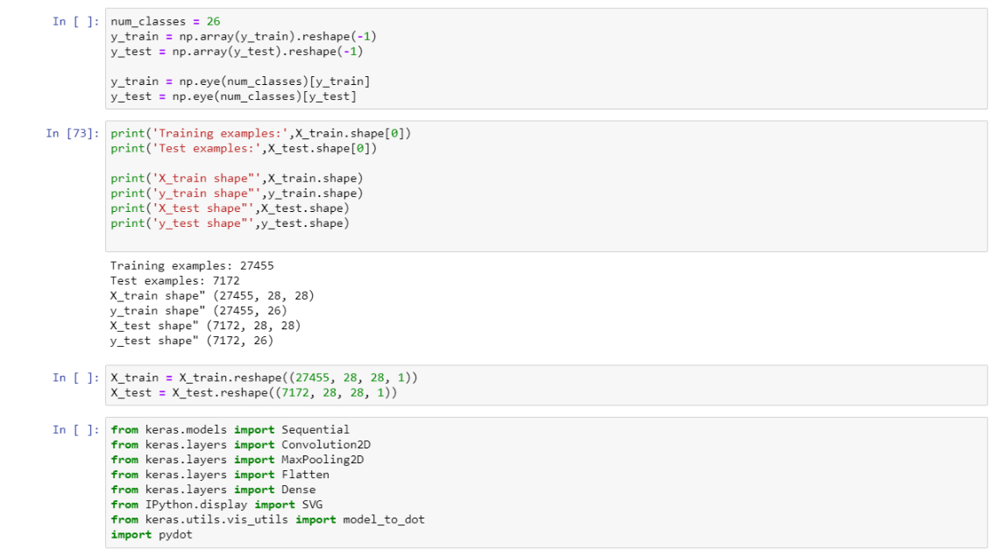 In [ ]: num_classes = 26
y_train = np.array(y_train).reshape(-1)
y_test = np.array(y_test).reshape(-1)
y_train = np.eye(num_classes)[y_train]
y_test = np.eye(num_classes)[y_test]
In [73]: print('Training examples:',X_train.shape[0])
print('Test examples:',X_test.shape[0])
print('X_train shape"',X_train.shape)
print('y_train shape"',y_train.shape)
print('X_test shape"',X_test.shape)
print('y_test shape"',y_test.shape)
Training examples: 27455
Test examples: 7172
X_train shape" (27455, 28, 28)
y_train shape" (27455, 26)
X_test shape" (7172, 28, 28)
y_test shape" (7172, 26)
In [ ]: X_train = X_train.reshape((27455, 28, 28, 1))
X_test = X_test.reshape((7172, 28, 28, 1))
In [ ]: from keras.models import Sequential
from keras.layers import Convolution2D
from keras.layers import MaxPooling2D
from keras.layers import Flatten
from keras.layers import Dense
from IPython.display import SVG
from keras.utils.vis_utils import model_to_dot
import pydot